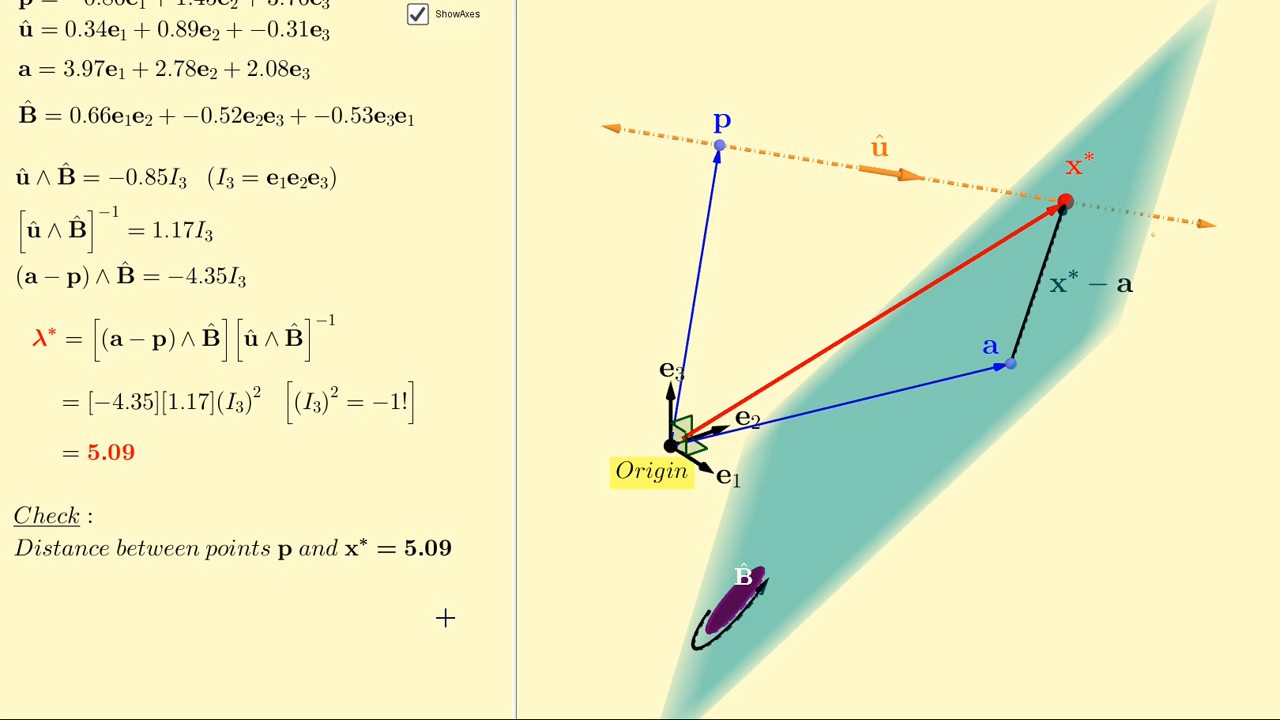 û = 0.34e₁ + 0.89e₂ + −0.31e₃
a = 3.97e₁ + 2.78e₂ + 2.08e₃
B̂ = 0.66e₁e₂ + −0.52e₂e₃ + −0.53e₃e₁
û ∧ B̂ = −0.85I₃ (I₃ = e₁e₂e₃)
[û ∧ B̂]⁻¹ = 1.17I₃
(a − p) ∧ B̂ = −4.35I₃
λ* = [(a − p) ∧ B̂][û ∧ B̂]⁻¹
= [−4.35][1.17](I₃)² [(I₃)² = −1!]
= 5.09
Check :
Distance between points p and x* = 5.09
ShowAxes
p
û
x*
x* − a
a
e₃
e₂
e₁
Origin
B̂